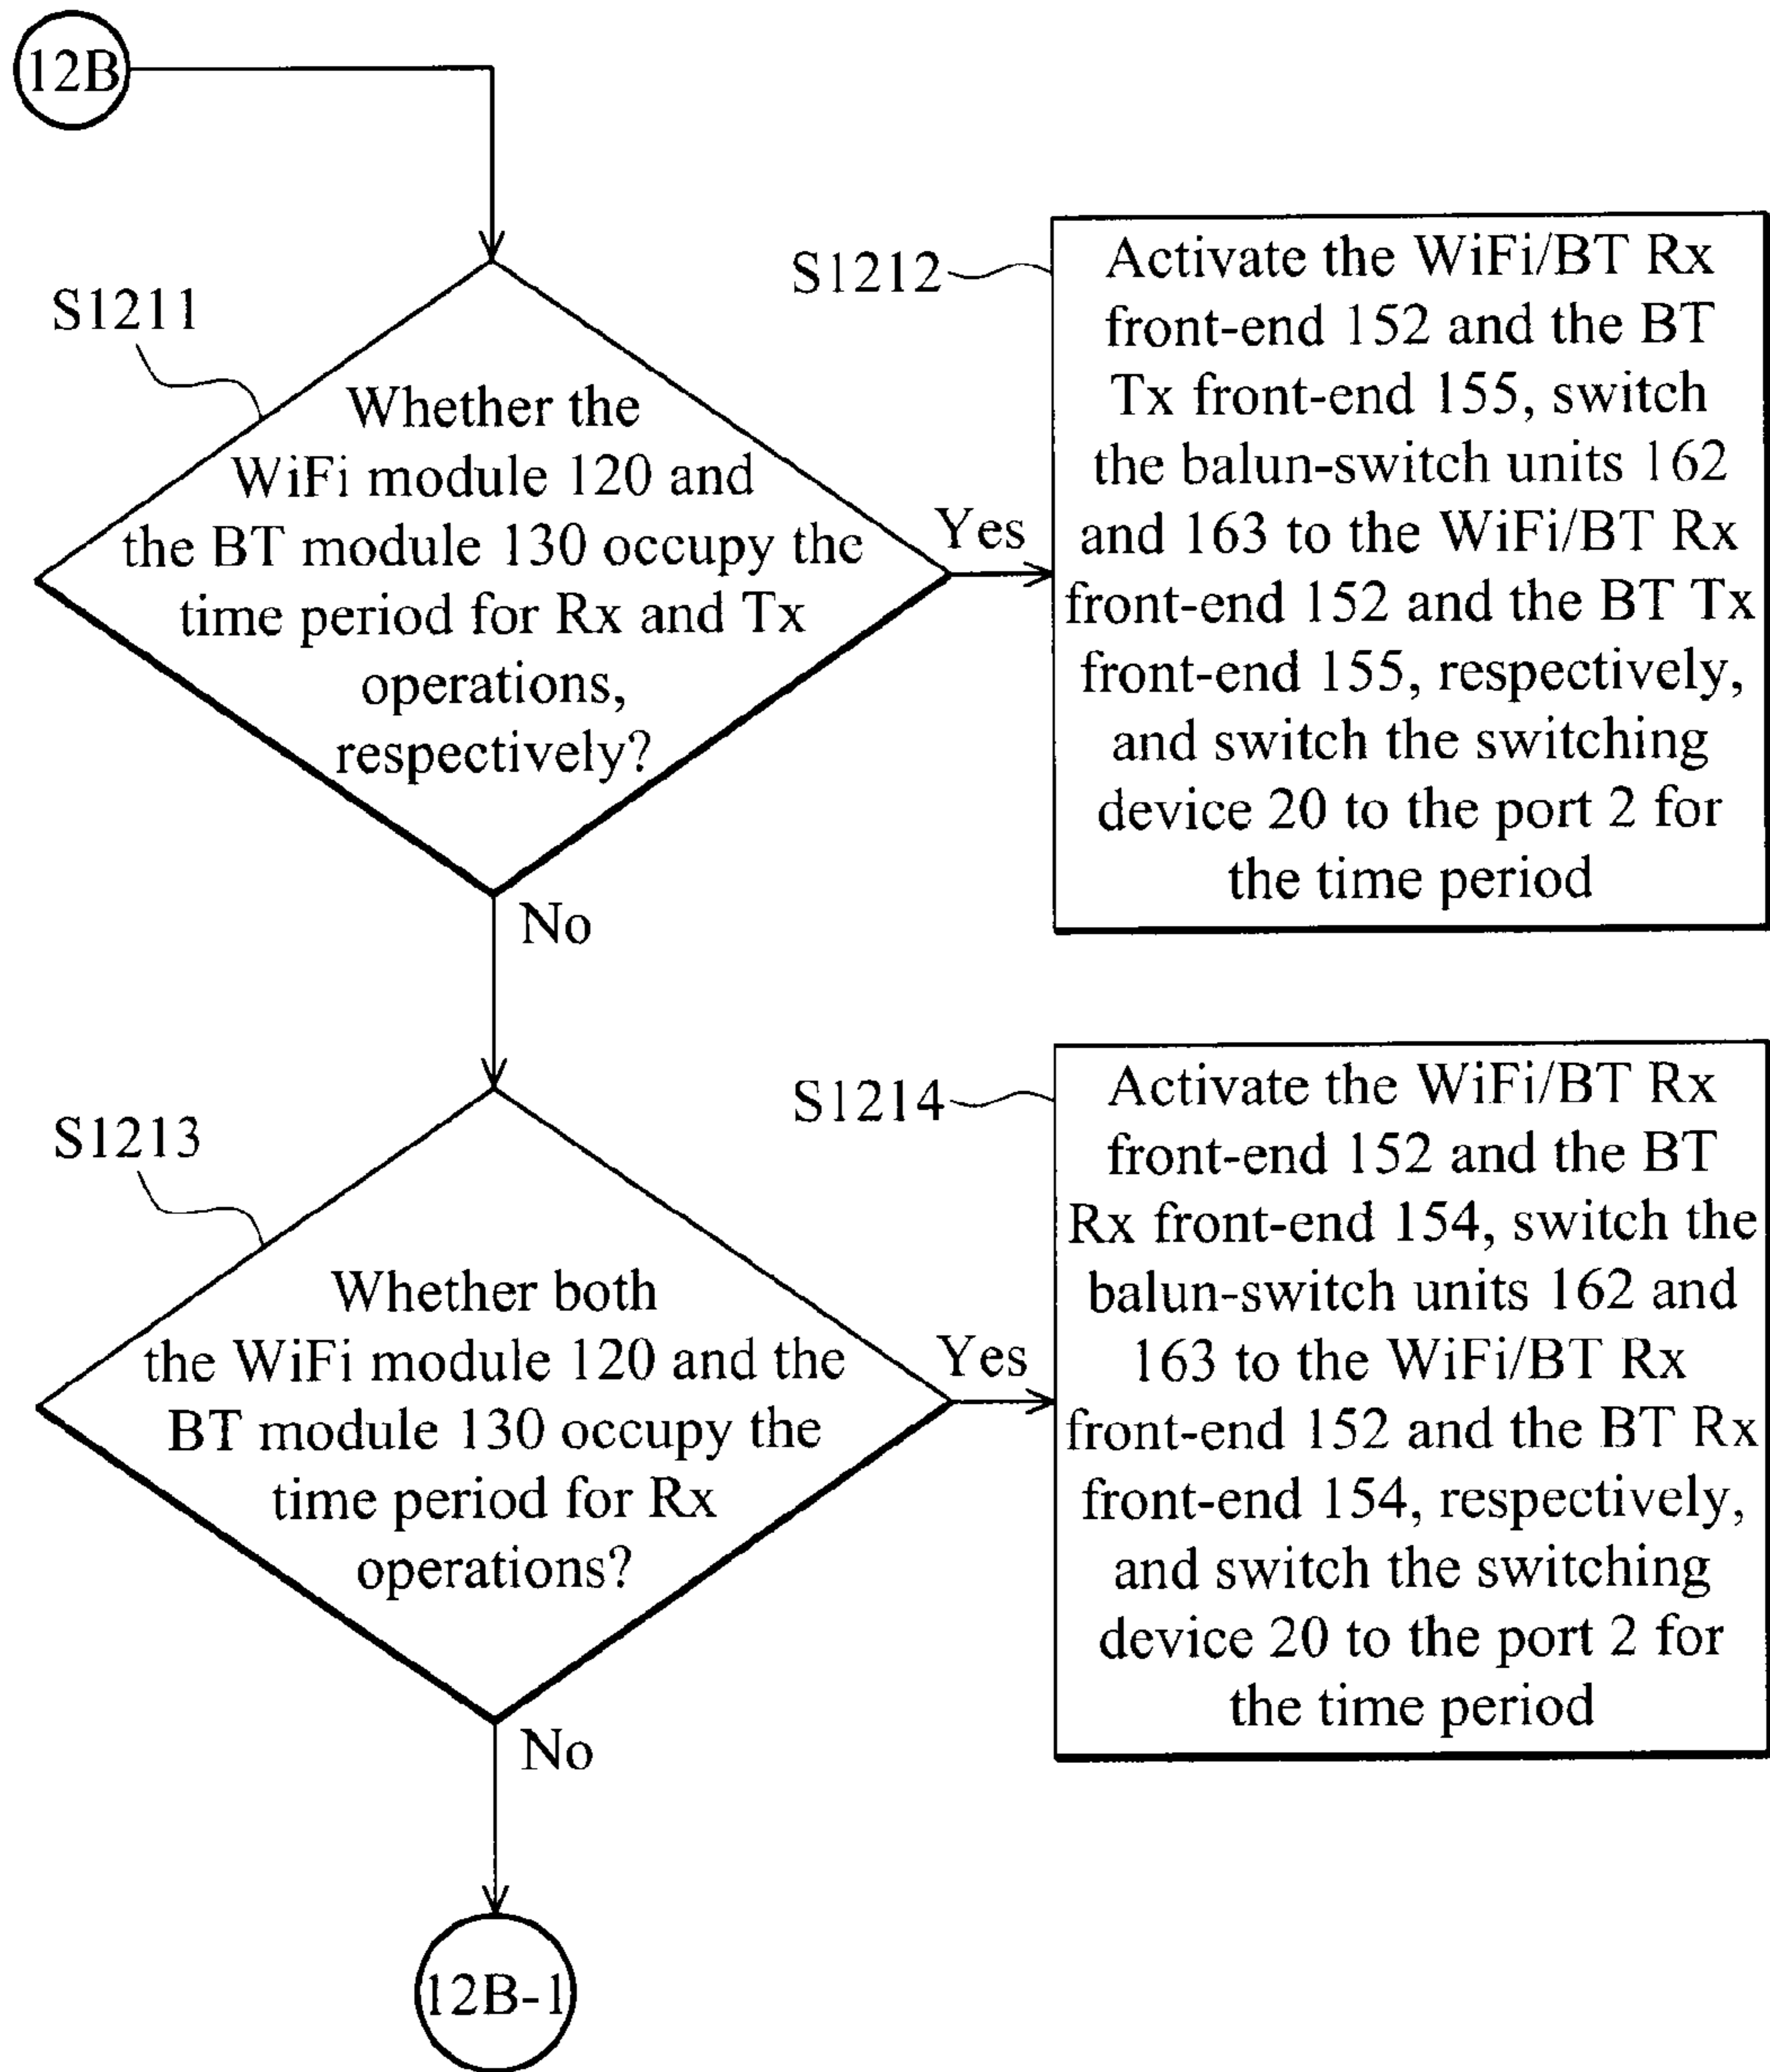 12B
S1211
Whether the
WiFi module 120 and
the BT module 130 occupy the
time period for Rx and Tx
operations,
respectively?
Yes
No
S1212
Activate the WiFi/BT Rx
front-end 152 and the BT
Tx front-end 155, switch
the balun-switch units 162
and 163 to the WiFi/BT Rx
front-end 152 and the BT Tx
front-end 155, respectively,
and switch the switching
device 20 to the port 2 for
the time period
S1213
Whether both
the WiFi module 120 and the
BT module 130 occupy the
time period for Rx
operations?
Yes
No
S1214
Activate the WiFi/BT Rx
front-end 152 and the BT
Rx front-end 154, switch the
balun-switch units 162 and
163 to the WiFi/BT Rx
front-end 152 and the BT Rx
front-end 154, respectively,
and switch the switching
device 20 to the port 2 for
the time period
12B-1